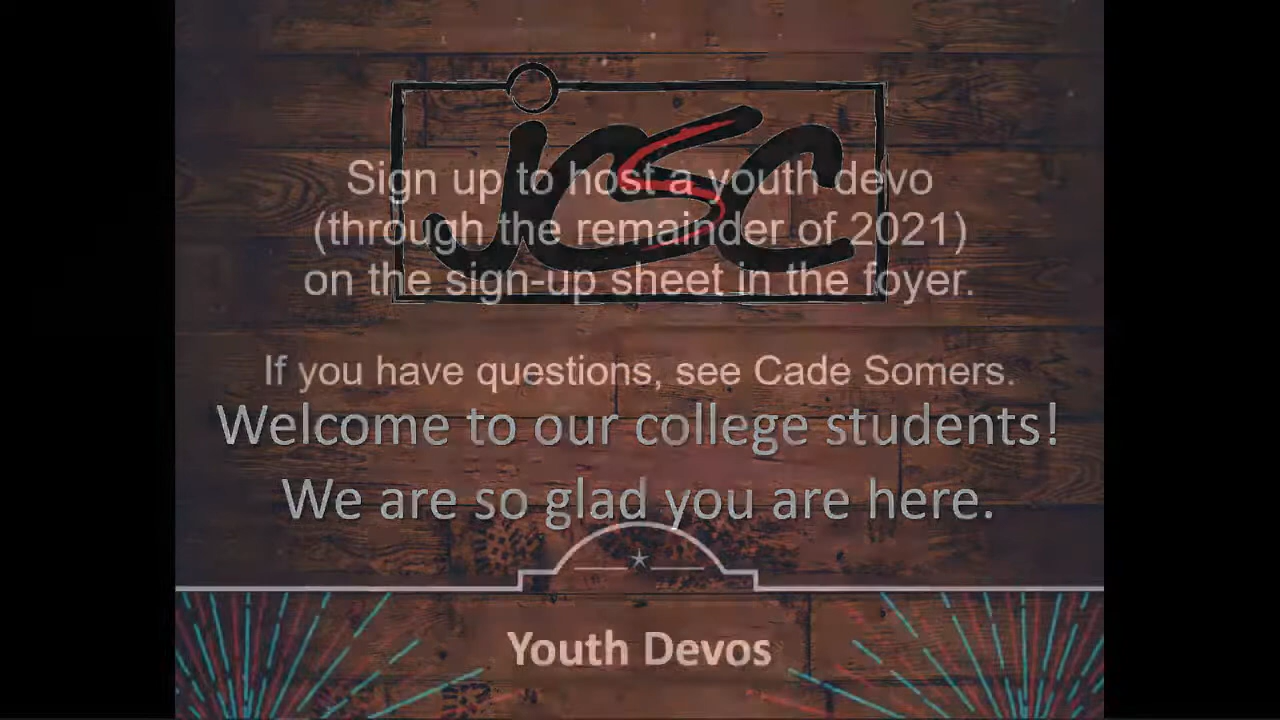 jcsc
Sign up to host a youth devo
(through the remainder of 2021)
on the sign-up sheet in the foyer.
If you have questions, see Cade Somers.
Welcome to our college students!
We are so glad you are here.
Youth Devos